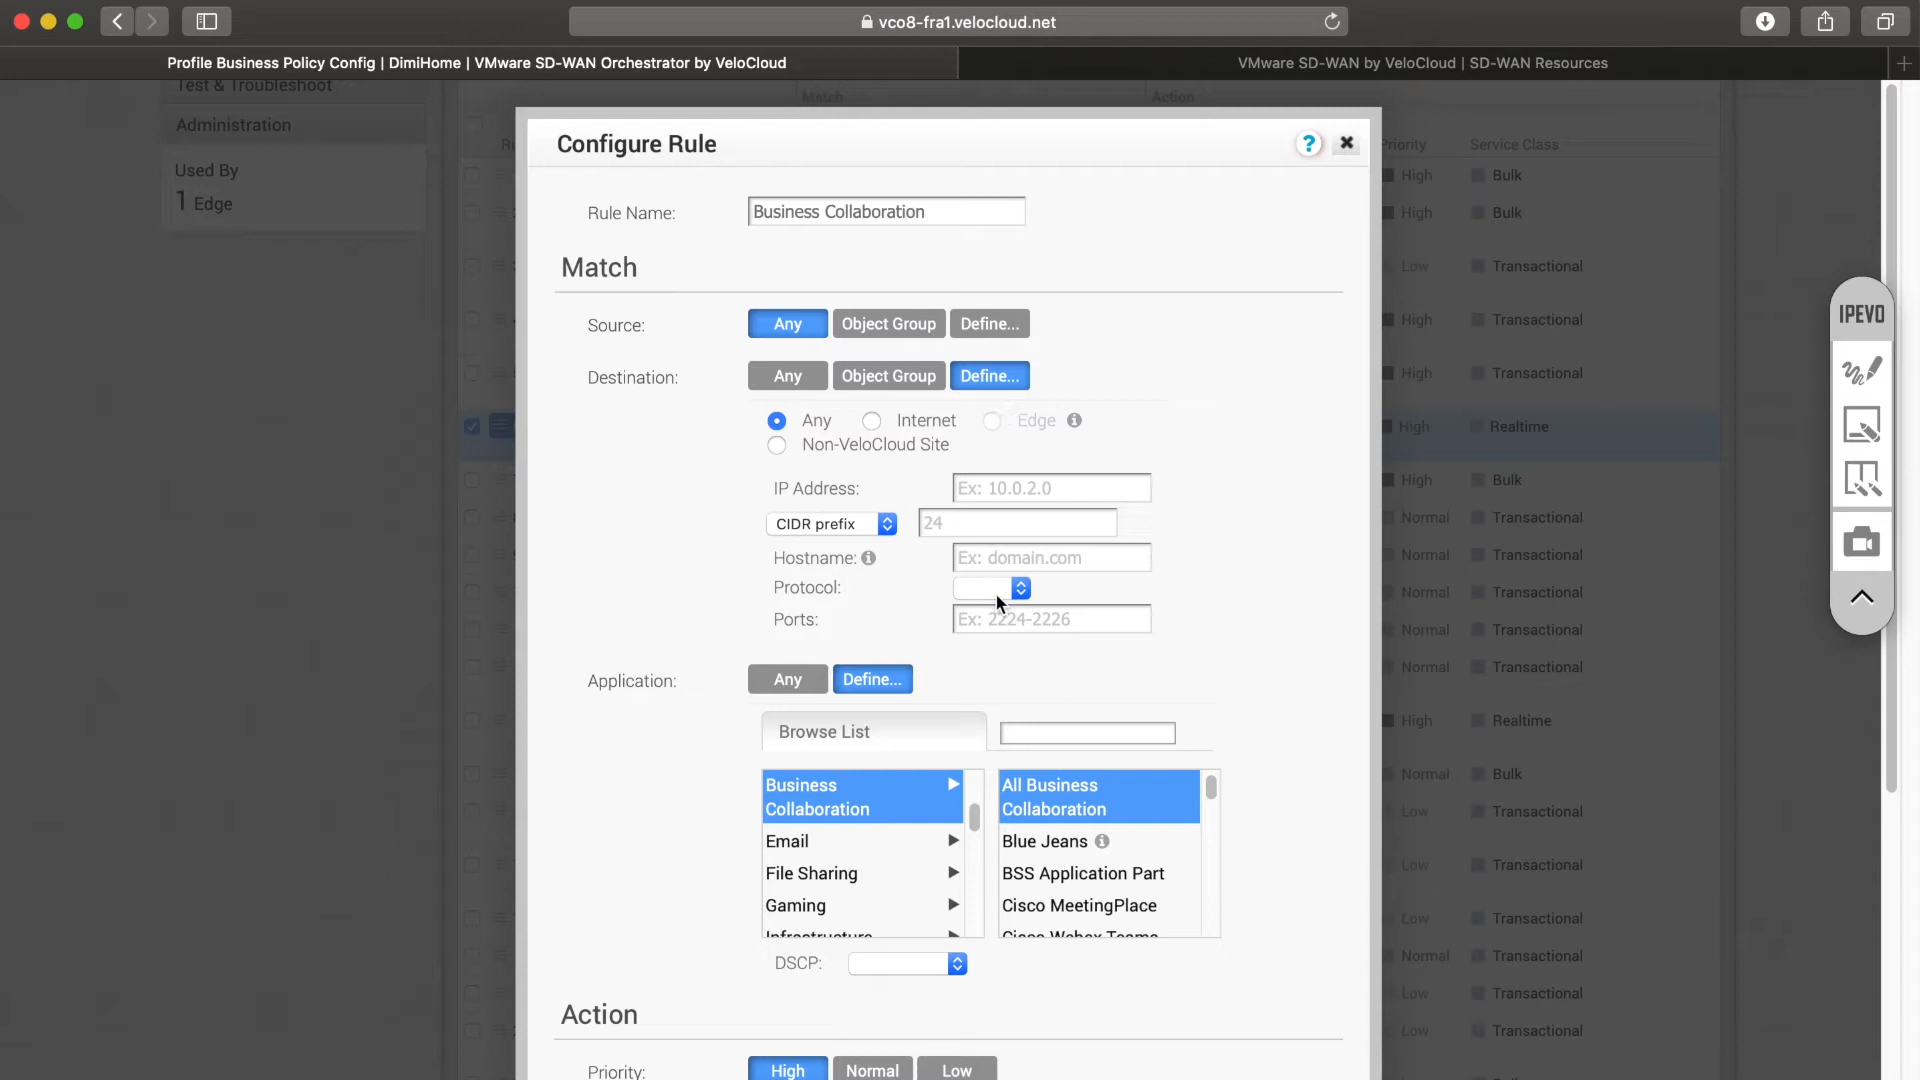 vco8-fra1.velocloud.net
Profile Business Policy Config | DimiHome | VMware SD-WAN Orchestrator by VeloCloud
VMware SD-WAN by VeloCloud | SD-WAN Resources
Test & Troubleshoot
Administration
Used By
1 Edge
Match
Action
Priority
Service Class
Configure Rule
?
Rule Name:
Business Collaboration
Match
Source:
Any
Object Group
Define...
Destination:
Any
Object Group
Define...
Any
Internet
Edge
Non-VeloCloud Site
IP Address:
Ex: 10.0.2.0
CIDR prefix
24
Hostname:
Ex: domain.com
Protocol:
Ports:
Ex: 2224-2226
Application:
Any
Define...
Browse List
Business
Collaboration
Email
File Sharing
Gaming
Infrastructure
All Business
Collaboration
Blue Jeans
BSS Application Part
Cisco MeetingPlace
Cisco Webex Teams
DSCP:
Action
Priority:
High
Normal
Low
High Bulk
High Bulk
Low Transactional
High Transactional
High Transactional
High Realtime
High Bulk
Normal Transactional
Normal Transactional
Normal Transactional
Normal Transactional
Normal Transactional
High Realtime
Normal Bulk
Low Transactional
Low Transactional
Low Transactional
Normal Transactional
Low Transactional
Low Transactional
IPEVO